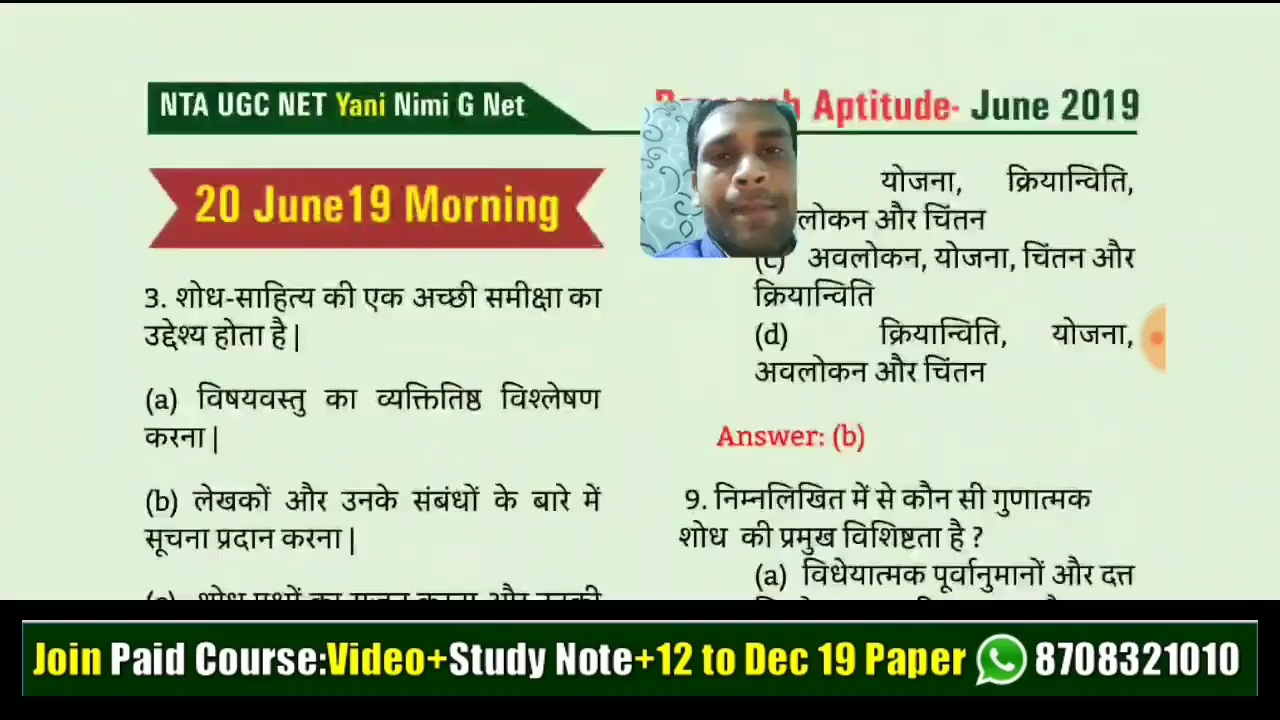 NTA UGC NET Yani Nimi G Net
Aptitude- June 2019
20 June19 Morning
3. शोध-साहित्य की एक अच्छी समीक्षा का
उद्देश्य होता है |
(a) विषयवस्तु का व्यक्तितिष्ठ विश्लेषण
करना |
(b) लेखकों और उनके संबंधों के बारे में
सूचना प्रदान करना |
योजना, क्रियान्विति,
लोकन और चिंतन
(c) अवलोकन, योजना, चिंतन और
क्रियान्विति
(d) क्रियान्विति, योजना,
अवलोकन और चिंतन
Answer: (b)
9. निम्नलिखित में से कौन सी गुणात्मक
शोध की प्रमुख विशिष्टता है ?
(a) विधेयात्मक पूर्वानुमानों और दत्त
Join Paid Course:Video+Study Note+12 to Dec 19 Paper 8708321010